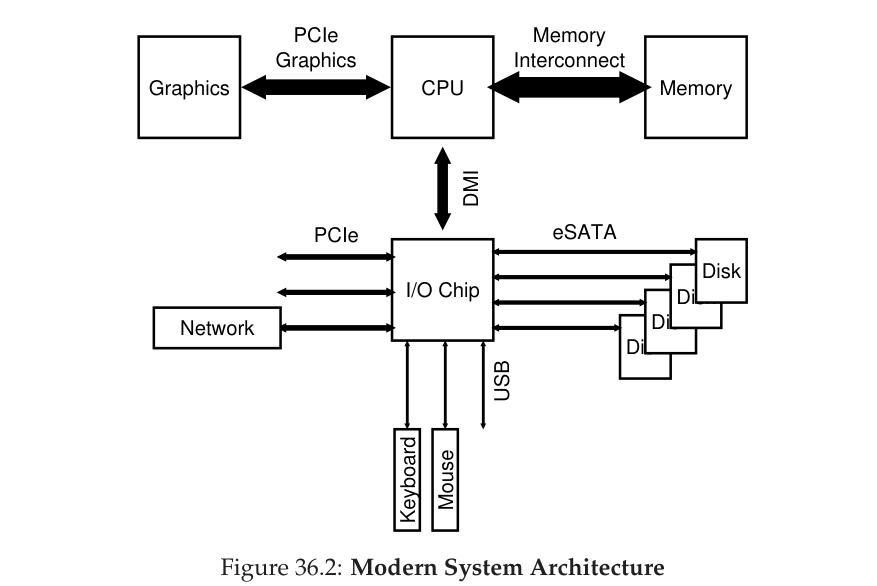 PCIe
Graphics
Memory
Interconnect
Graphics
CPU
Memory
DMI
PCIe
eSATA
I/O Chip
Disk
Di
Di
Di
Network
USB
Keyboard
Mouse
Figure 36.2: Modern System Architecture